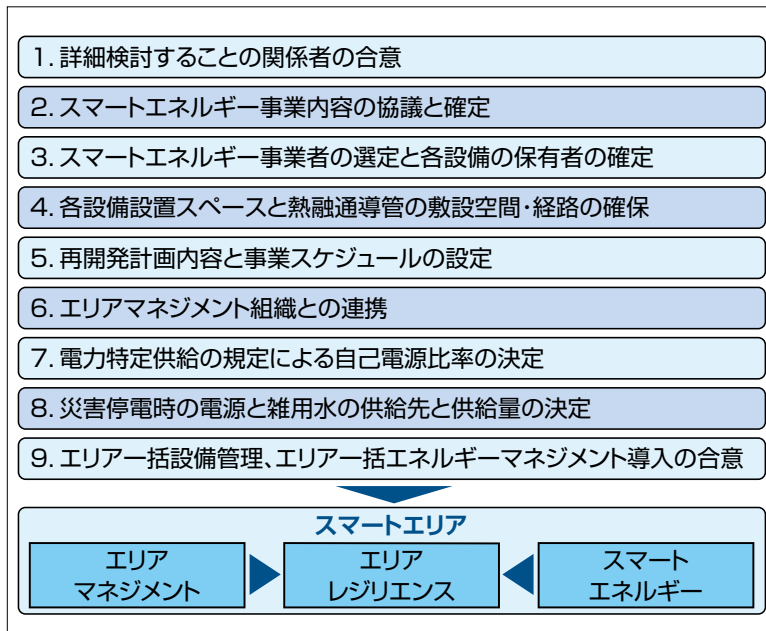 1. 詳細検討することの関係者の合意
2. スマートエネルギー事業内容の協議と確定
3. スマートエネルギー事業者の選定と各設備の保有者の確定
4. 各設備設置スペースと熱融通導管の敷設空間・経路の確保
5. 再開発計画内容と事業スケジュールの設定
6. エリアマネジメント組織との連携
7. 電力特定供給の規定による自己電源比率の決定
8. 災害停電時の電源と雑用水の供給先と供給量の決定
9. エリア一括設備管理、エリア一括エネルギーマネジメント導入の合意
スマートエリア
エリア
マネジメント
エリア
レジリエンス
スマート
エネルギー